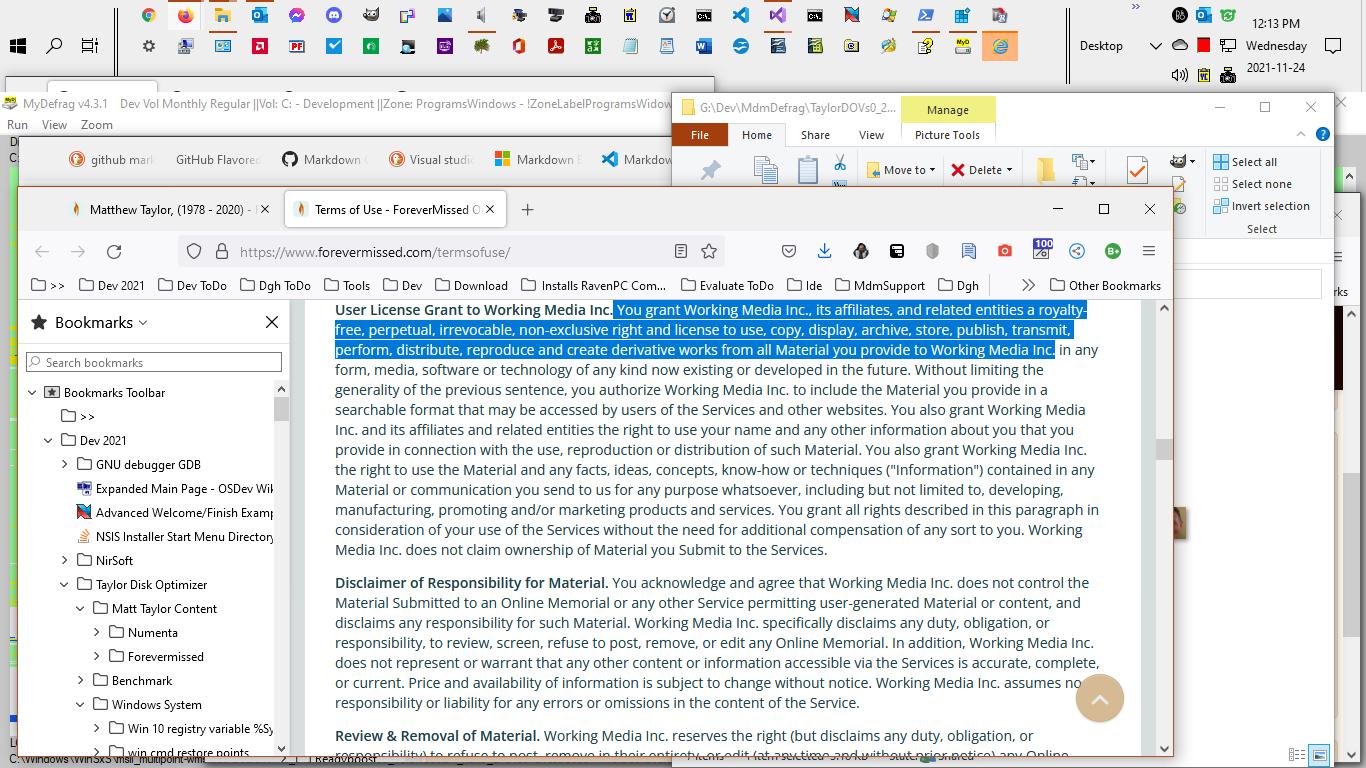 12:13 PM
Desktop
Wednesday
2021-11-24
MyDefrag v4.3.1 Dev Vol Monthly Regular ||Vol: C: - Development ||Zone: ProgramsWindows - !ZoneLabelProgramsWidow
Run View Zoom
G:\Dev\MdmDefrag\TaylorDOVs0_2...
Manage
File Home Share View Picture Tools
Move to
Delete
Select all
Select none
Invert selection
Select
github mark
GitHub Flavored
Markdown
Visual studi
Markdown
Markdow
Matthew Taylor, (1978 - 2020) -
Terms of Use - ForeverMissed O
https://www.forevermissed.com/termsofuse/
100
B+
>> Dev 2021 Dev ToDo Dgh ToDo Tools Dev Download Installs RavenPC Com... Evaluate ToDo Ide MdmSupport Dgh Other Bookmarks
Bookmarks
Search bookmarks
Bookmarks Toolbar
>>
Dev 2021
GNU debugger GDB
Expanded Main Page - OSDev Wik
Advanced Welcome/Finish Examp
NSIS Installer Start Menu Directory
NirSoft
Taylor Disk Optimizer
Matt Taylor Content
Numenta
Forevermissed
Benchmark
Windows System
Win 10 registry variable %Sy
win cmd restore points
User License Grant to Working Media Inc. You grant Working Media Inc., its affiliates, and related entities a royalty-
free, perpetual, irrevocable, non-exclusive right and license to use, copy, display, archive, store, publish, transmit,
perform, distribute, reproduce and create derivative works from all Material you provide to Working Media Inc. in any
form, media, software or technology of any kind now existing or developed in the future. Without limiting the
generality of the previous sentence, you authorize Working Media Inc. to include the Material you provide in a
searchable format that may be accessed by users of the Services and other websites. You also grant Working Media
Inc. and its affiliates and related entities the right to use your name and any other information about you that you
provide in connection with the use, reproduction or distribution of such Material. You also grant Working Media Inc.
the right to use the Material and any facts, ideas, concepts, know-how or techniques ("Information") contained in any
Material or communication you send to us for any purpose whatsoever, including but not limited to, developing,
manufacturing, promoting and/or marketing products and services. You grant all rights described in this paragraph in
consideration of your use of the Services without the need for additional compensation of any sort to you. Working
Media Inc. does not claim ownership of Material you Submit to the Services.
Disclaimer of Responsibility for Material. You acknowledge and agree that Working Media Inc. does not control the
Material Submitted to an Online Memorial or any other Service permitting user-generated Material or content, and
disclaims any responsibility for such Material. Working Media Inc. specifically disclaims any duty, obligation, or
responsibility, to review, screen, refuse to post, remove, or edit any Online Memorial. In addition, Working Media Inc.
does not represent or warrant that any other content or information accessible via the Services is accurate, complete,
or current. Price and availability of information is subject to change without notice. Working Media Inc. assumes no
responsibility or liability for any errors or omissions in the content of the Service.
Review & Removal of Material. Working Media Inc. reserves the right (but disclaims any duty, obligation, or
responsibility) to refuse to post, remove in their entirety, or edit (at any time and without prior notice) any Online